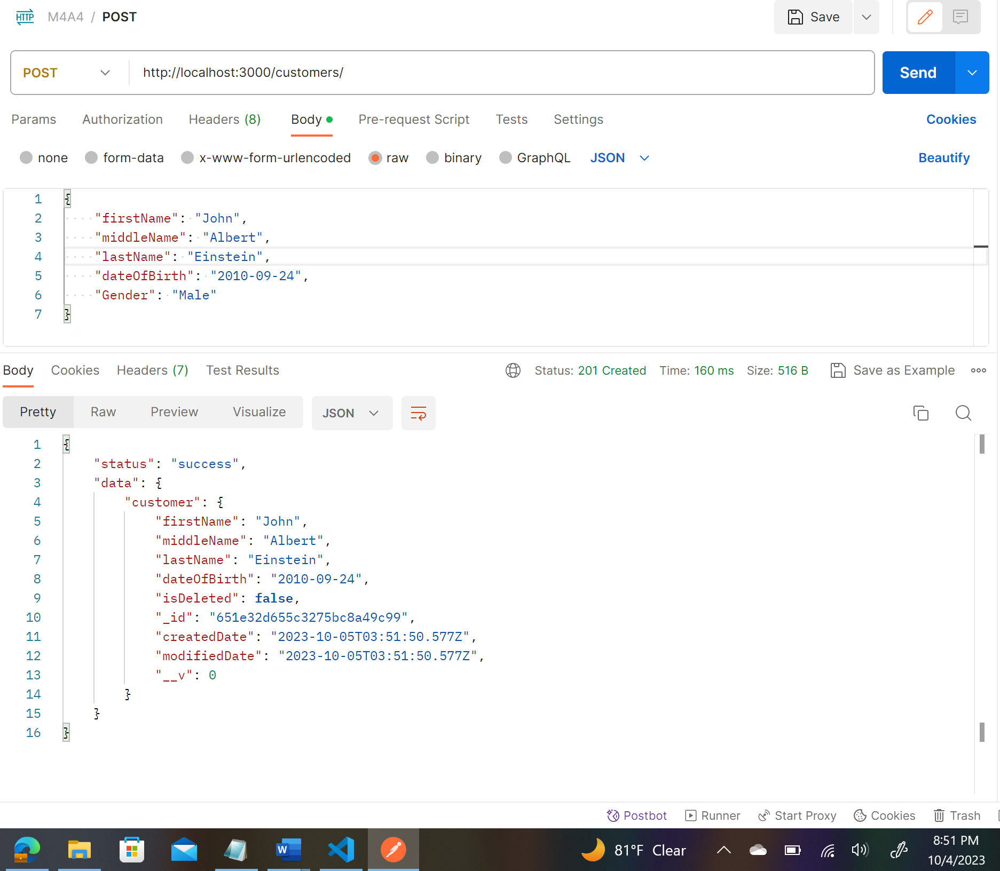 HTTP M4A4 / POST Save
POST http://localhost:3000/customers/ Send
Params Authorization Headers (8) Body Pre-request Script Tests Settings Cookies
none form-data x-www-form-urlencoded raw binary GraphQL JSON Beautify
1 {
2 "firstName": "John",
3 "middleName": "Albert",
4 "lastName": "Einstein",
5 "dateOfBirth": "2010-09-24",
6 "Gender": "Male"
7 }
Body Cookies Headers (7) Test Results Status: 201 Created Time: 160 ms Size: 516 B Save as Example
Pretty Raw Preview Visualize JSON
1 {
2 "status": "success",
3 "data": {
4 "customer": {
5 "firstName": "John",
6 "middleName": "Albert",
7 "lastName": "Einstein",
8 "dateOfBirth": "2010-09-24",
9 "isDeleted": false,
10 "_id": "651e32d655c3275bc8a49c99",
11 "createdDate": "2023-10-05T03:51:50.577Z",
12 "modifiedDate": "2023-10-05T03:51:50.577Z",
13 "__v": 0
14 }
15 }
16 }
Postbot Runner Start Proxy Cookies Trash
W 81°F Clear 8:51 PM
10/4/2023